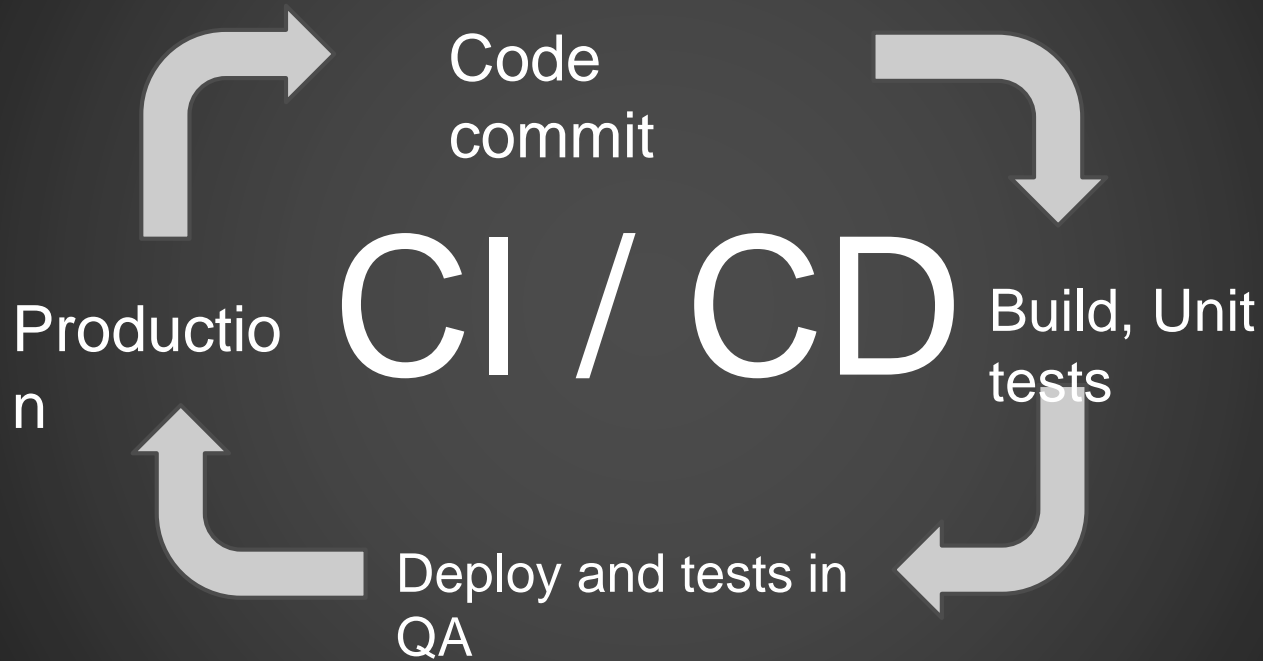 Code
commit
CI / CD
Build, Unit
tests
Deploy and tests in
QA
Productio
n